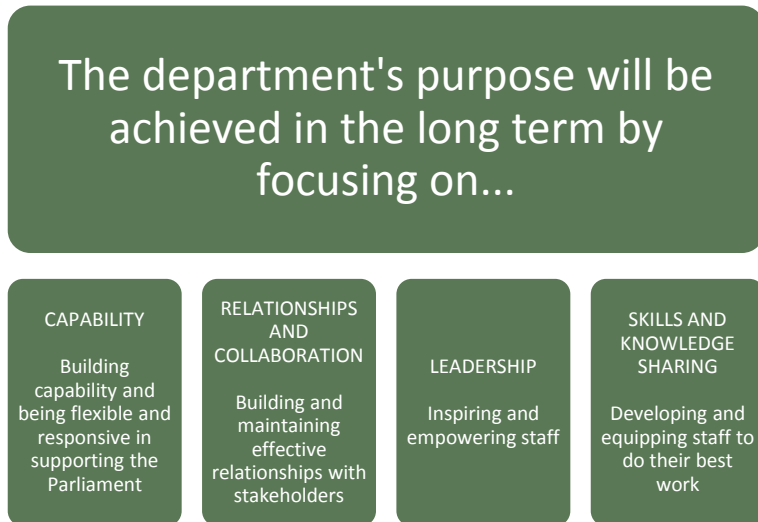 The department's purpose will be
achieved in the long term by
focusing on...
CAPABILITY
Building
capability and
being flexible and
responsive in
supporting the
Parliament
RELATIONSHIPS
AND
COLLABORATION
Building and
maintaining
effective
relationships with
stakeholders
LEADERSHIP
Inspiring and
empowering staff
SKILLS AND
KNOWLEDGE
SHARING
Developing and
equipping staff to
do their best
work